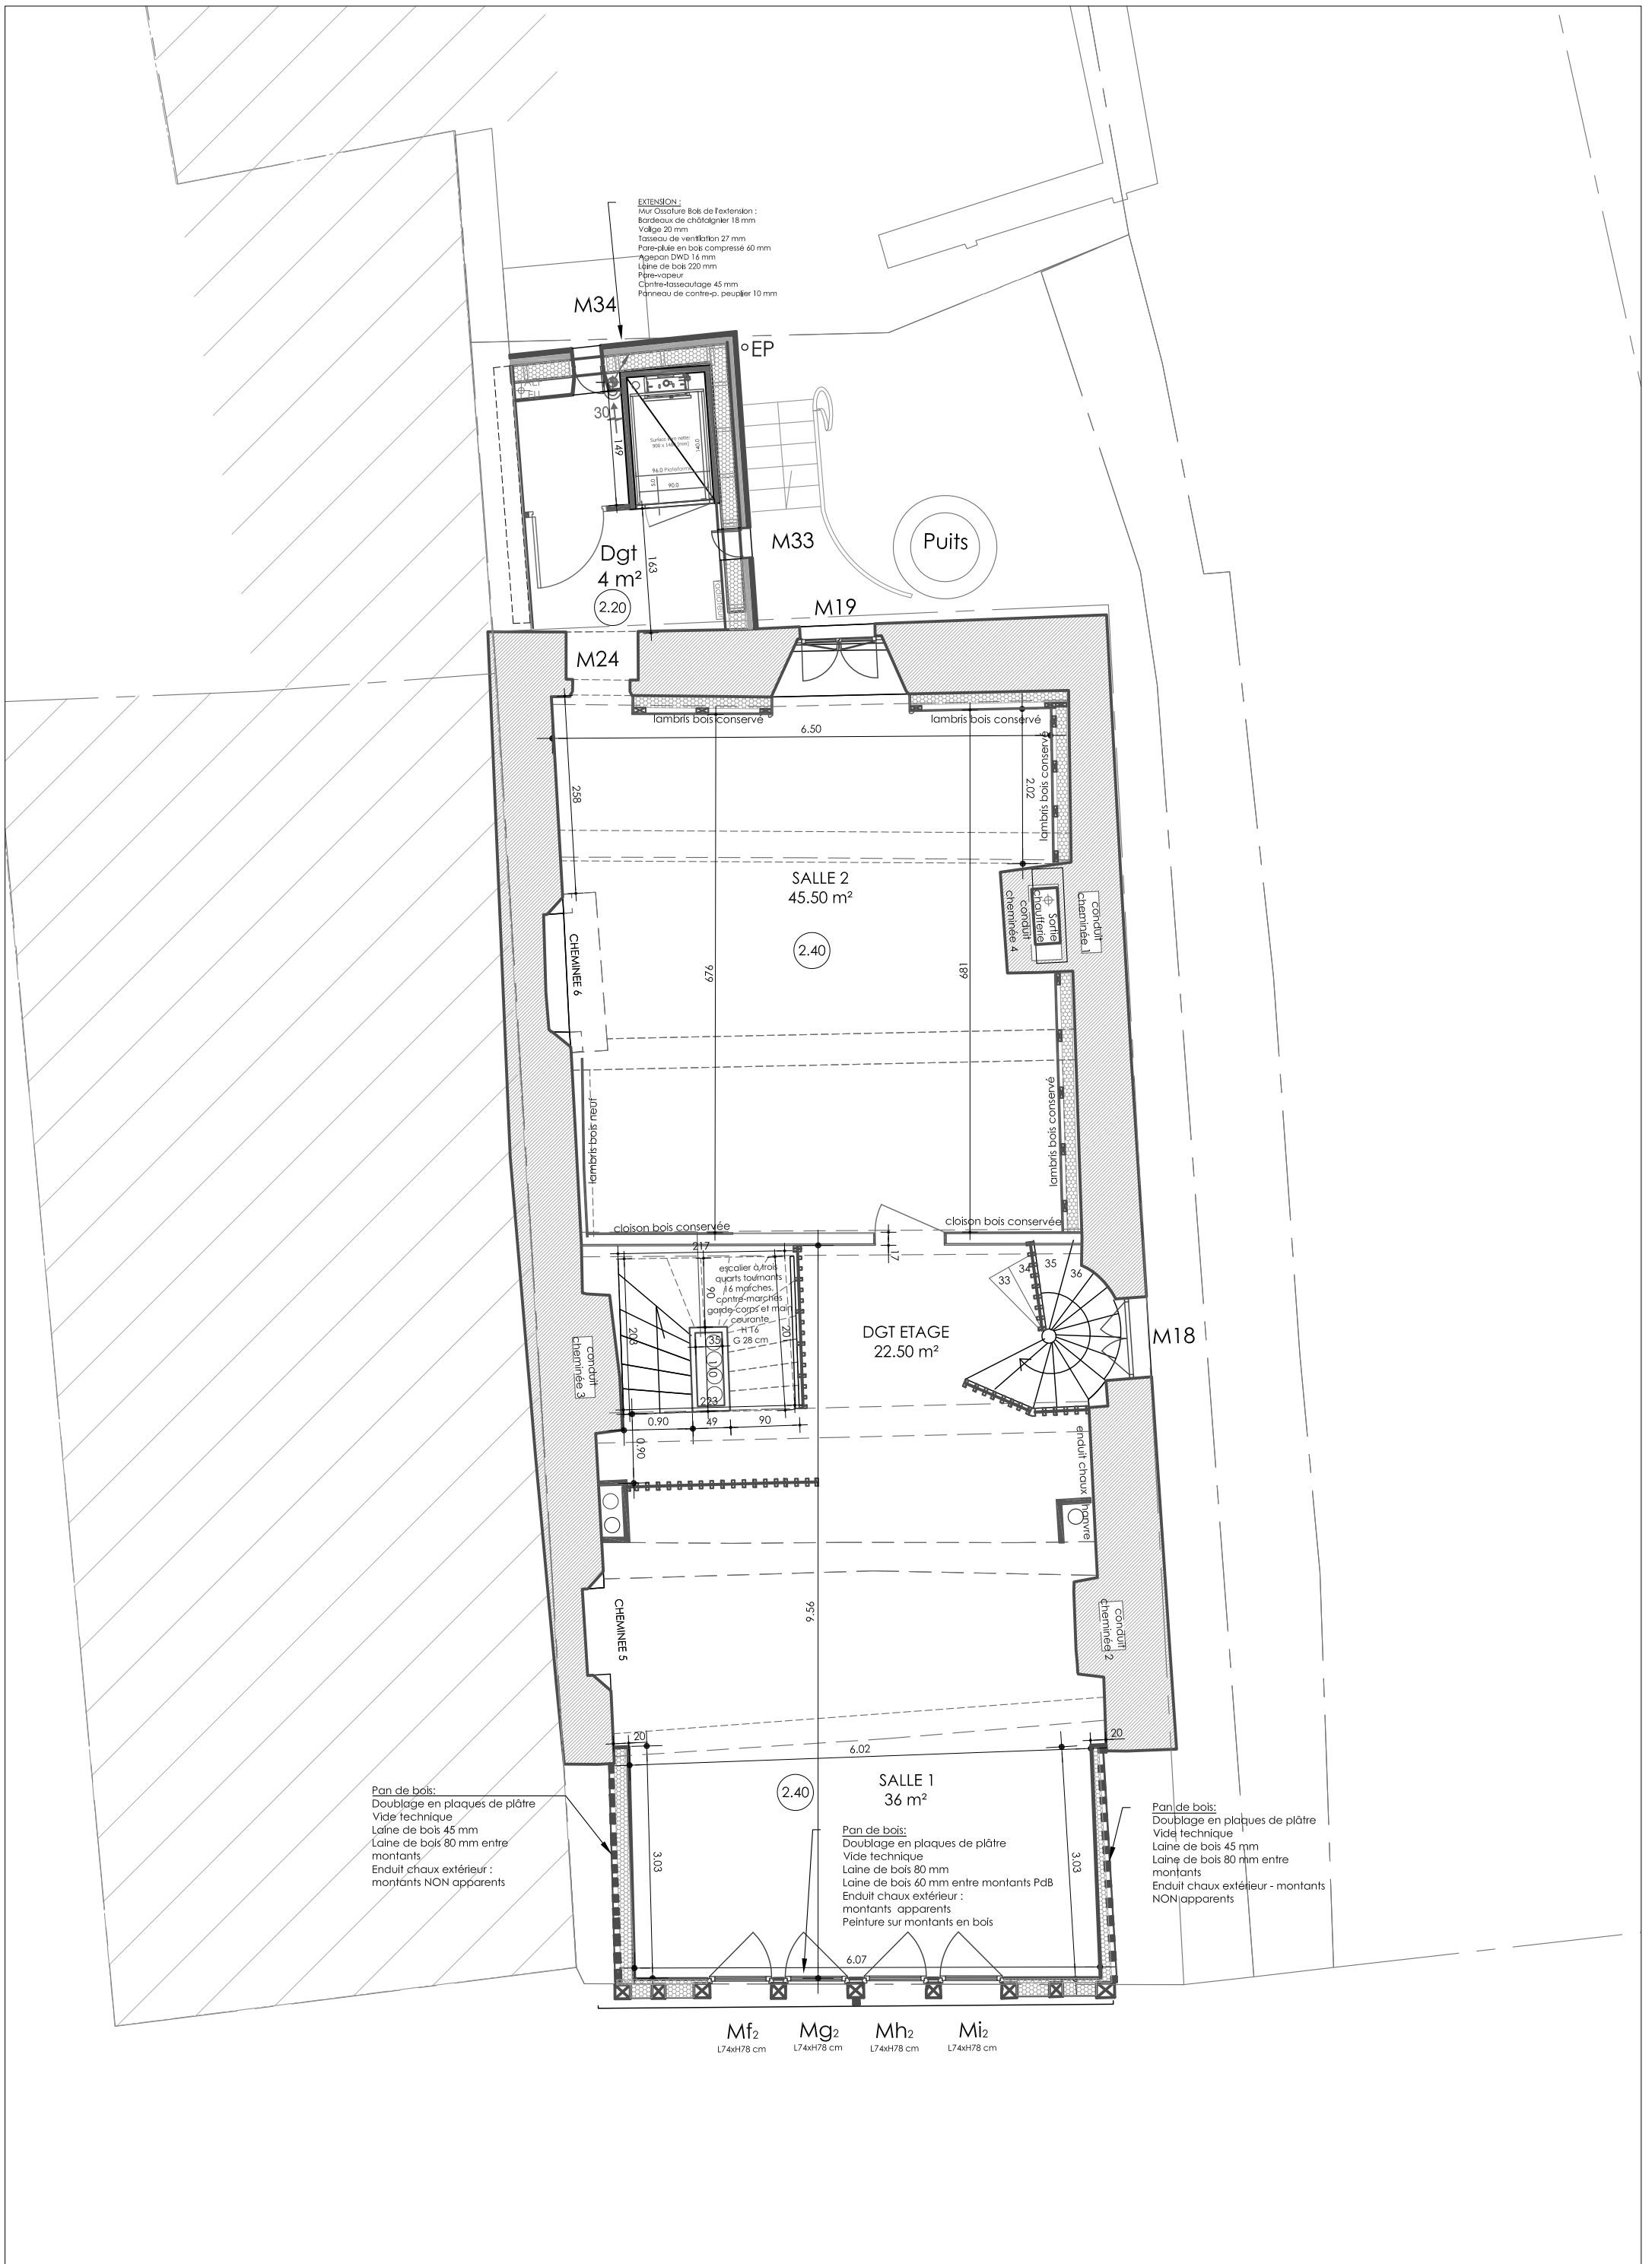 EXTENSION :
Mur Ossature Bois de l'extension :
Bardeaux de châtaignier 18 mm
Volige 20 mm
Tasseau de ventilation 27 mm
Pare-pluie en bois compressé 60 mm
Agepan DWD 16 mm
Laine de bois 220 mm
Pare-vapeur
Contre-tasseautage 45 mm
Panneau de contre-p. peuplier 10 mm
M34
EP
30
149
96.0 Plateforme
90.0
M33
Puits
Dgt
4 m²
163
2.20
M19
M24
lambris bois conservé
lambris bois conservé
6.50
lambris bois conservé
2.02
258
SALLE 2
45.50 m²
2.40
CHEMINEE 6
679
681
conduit
cheminée 4
Sortie
chaufferie
conduit
cheminée 1
lambris bois neuf
lambris bois conservé
cloison bois conservée
cloison bois conservée
217
17
escalier à trois
quarts tournants
16 marches,
contre-marches
garde-corps et main
courante
H 16
G 28 cm
90
203
201
35
110
223
33
34
35
36
DGT ETAGE
22.50 m²
M18
conduit
cheminée 3
0.90
49
90
0.90
enduit chaux
hanvre
9.56
CHEMINEE 5
conduit
cheminée 2
20
6.02
20
2.40
SALLE 1
36 m²
3.03
3.03
Pan de bois:
Doublage en plaques de plâtre
Vide technique
Laine de bois 45 mm
Laine de bois 80 mm entre
montants
Enduit chaux extérieur :
montants NON apparents
Pan de bois:
Doublage en plaques de plâtre
Vide technique
Laine de bois 80 mm
Laine de bois 60 mm entre montants PdB
Enduit chaux extérieur :
montants apparents
Peinture sur montants en bois
Pan de bois:
Doublage en plaques de plâtre
Vide technique
Laine de bois 45 mm
Laine de bois 80 mm entre
montants
Enduit chaux extérieur - montants
NON apparents
6.07
Mf2
L74xH78 cm
Mg2
L74xH78 cm
Mh2
L74xH78 cm
Mi2
L74xH78 cm